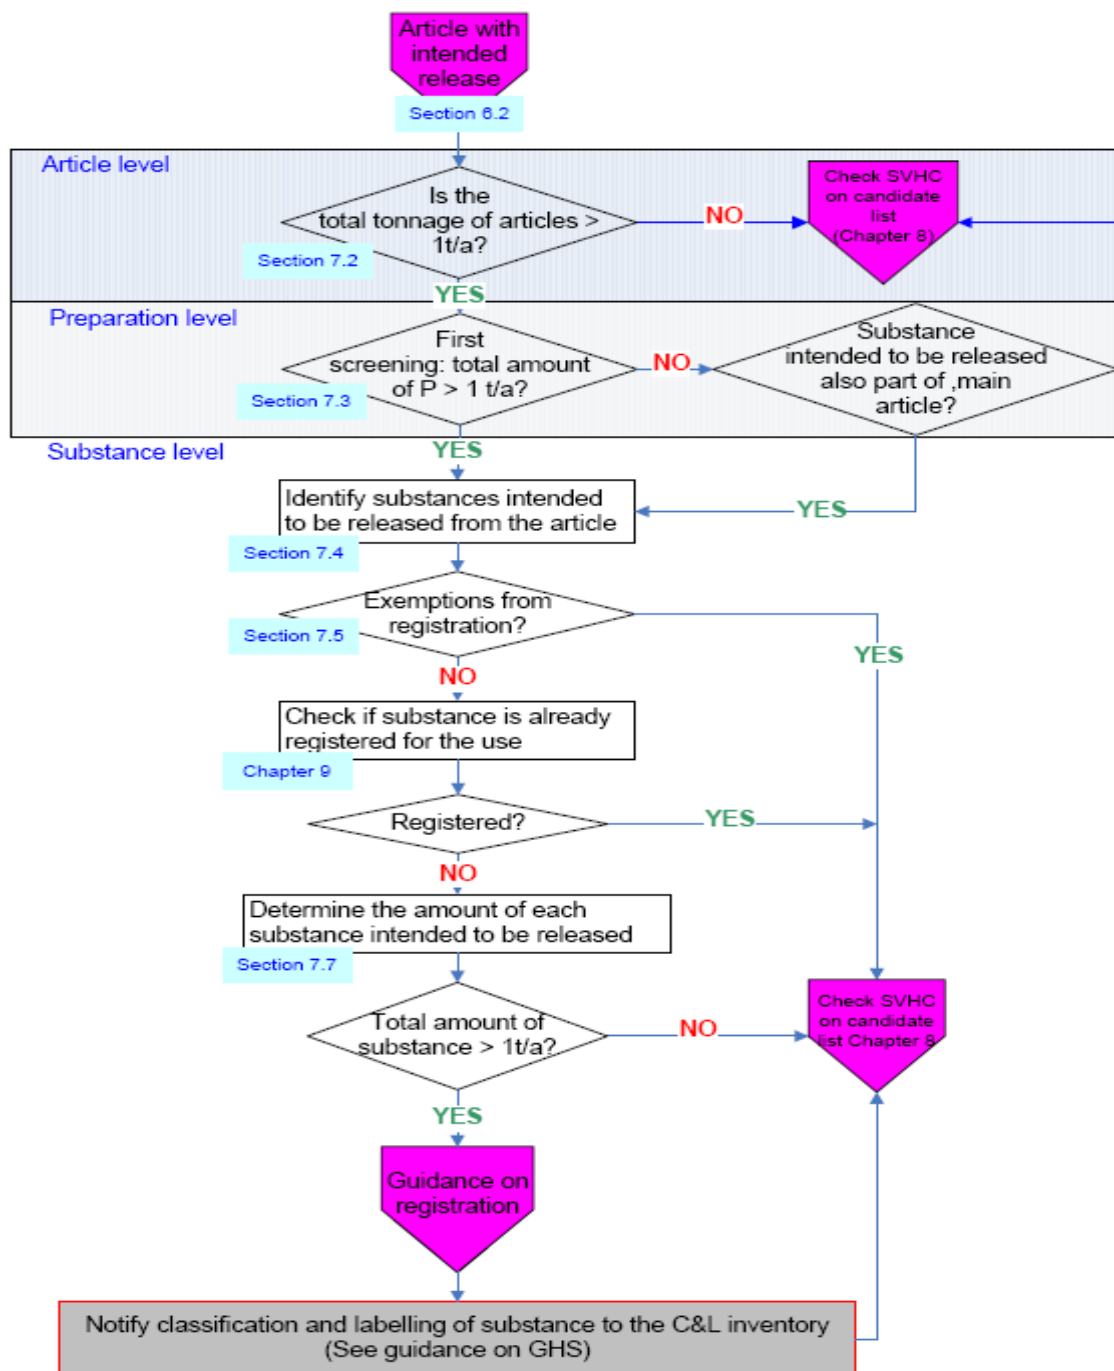 Article with
intended
release
Section 6.2
Article level
Is the
total tonnage of articles >
1t/a?
Section 7.2
NO
Check SVHC
on candidate
list
(Chapter 8)
YES
Preparation level
First
screening: total amount
of P > 1 t/a?
Section 7.3
NO
Substance
intended to be released
also part of ,main
article?
Substance level
YES
Identify substances intended
to be released from the article
YES
Section 7.4
Exemptions from
registration?
Section 7.5
YES
NO
Check if substance is already
registered for the use
Chapter 9
Registered?
YES
NO
Determine the amount of each
substance intended to be released
Section 7.7
Total amount of
substance > 1t/a?
NO
Check SVHC
on candidate
list Chapter 8
YES
Guidance on
registration
Notify classification and labelling of substance to the C&L inventory
(See guidance on GHS)